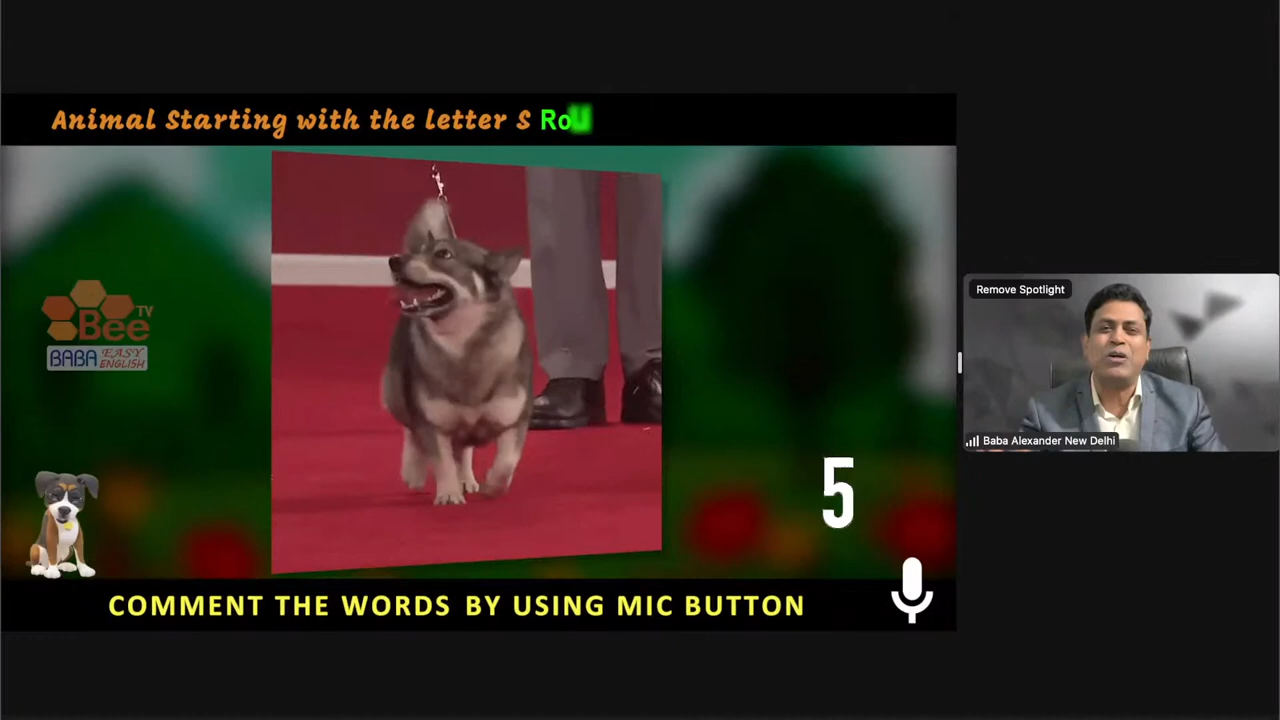 Animal Starting with the letter S RoU
TV
Bee
BABA EASY ENGLISH
5
COMMENT THE WORDS BY USING MIC BUTTON
Remove Spotlight
Baba Alexander New Delhi